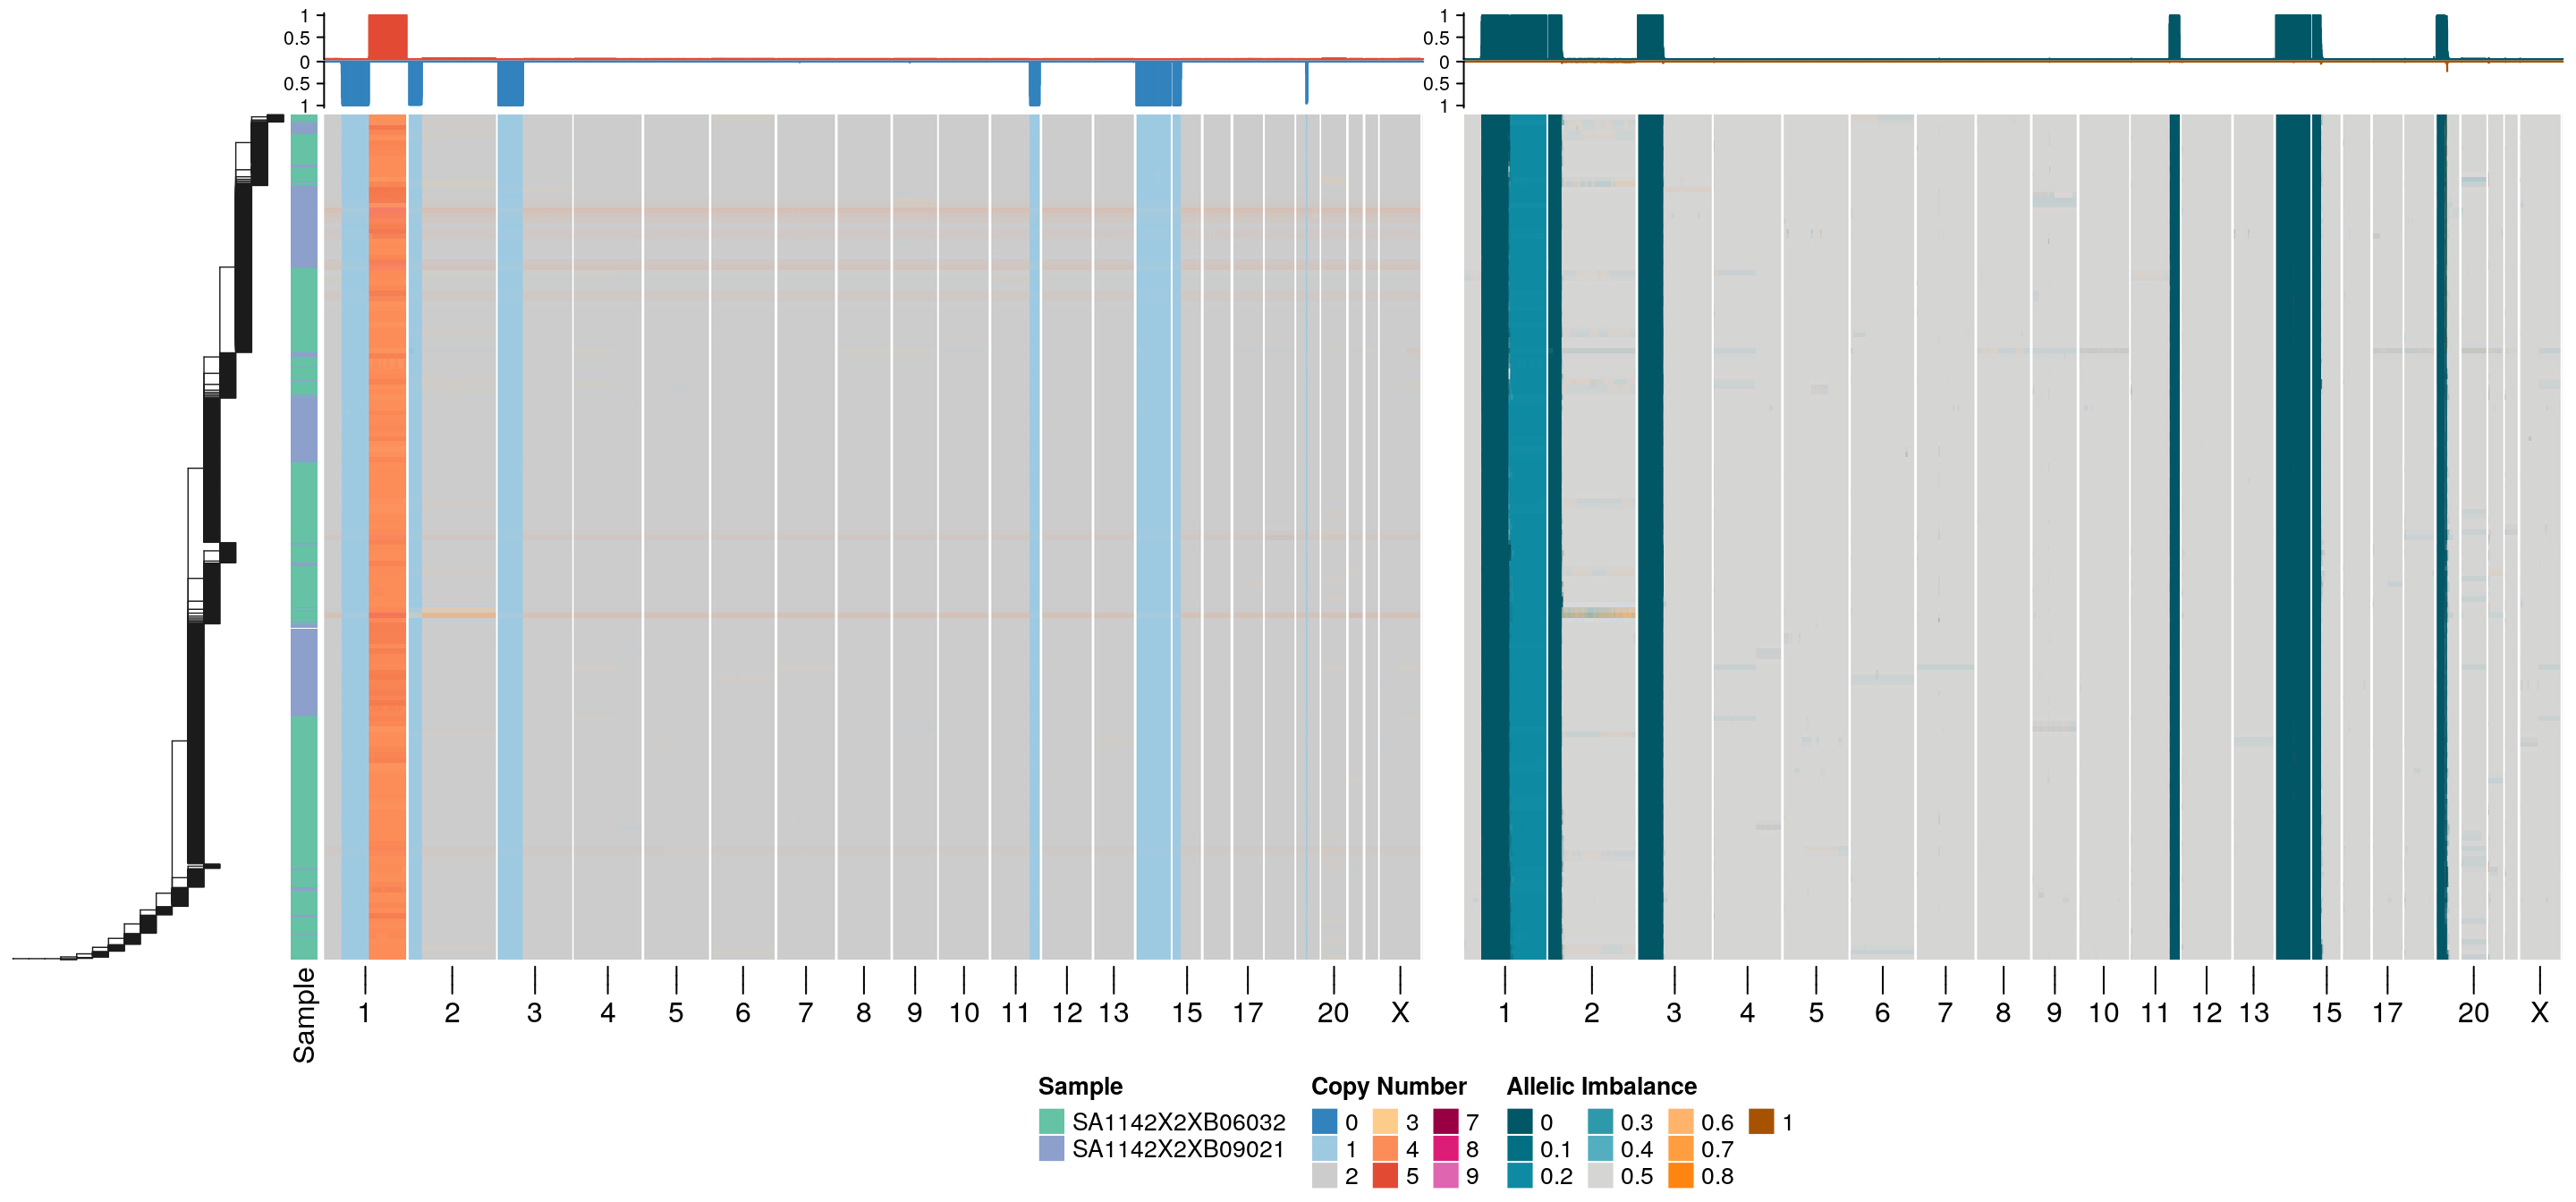 1
0.5
0
0.5
1
1
0.5
0
0.5
1
Sample
1 2 3 4 5 6 7 8 9 10 11 12 13 15 17 20 X
1 2 3 4 5 6 7 8 9 10 11 12 13 15 17 20 X
Sample
SA1142X2XB06032
SA1142X2XB09021
Copy Number
0 3 7
1 4 8
2 5 9
Allelic Imbalance
0 0.3 0.6 1
0.1 0.4 0.7
0.2 0.5 0.8